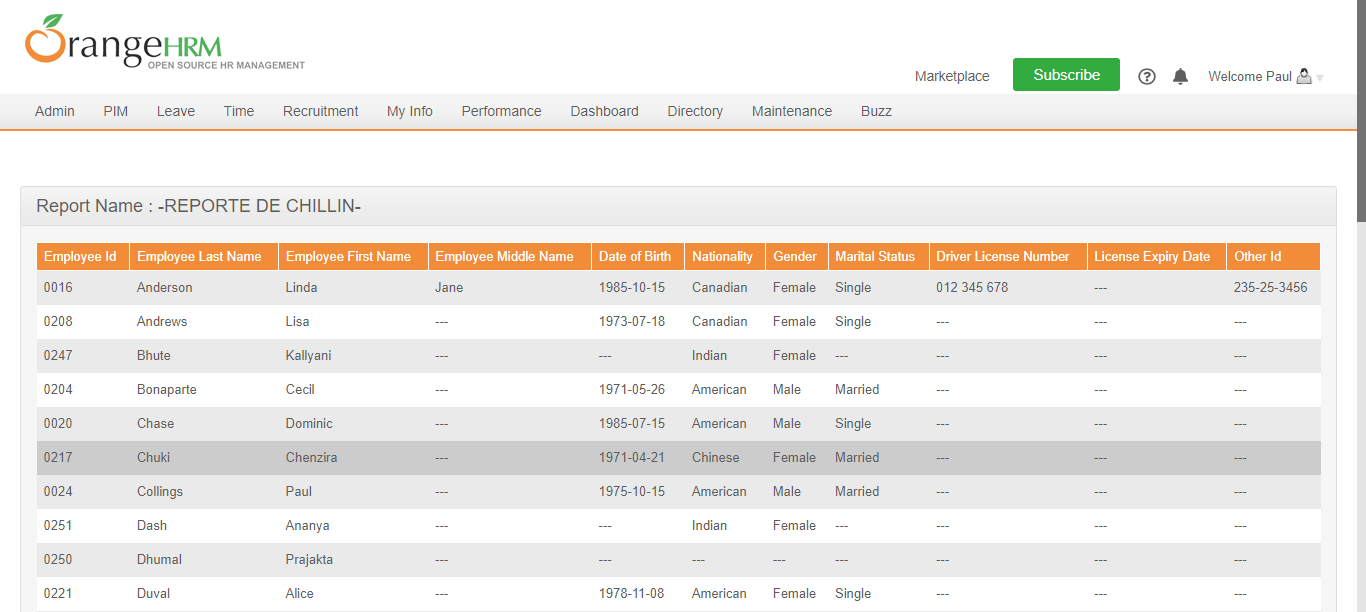 OrangeHRM
OPEN SOURCE HR MANAGEMENT
Marketplace Subscribe ? Welcome Paul
Admin PIM Leave Time Recruitment My Info Performance Dashboard Directory Maintenance Buzz
Report Name : -REPORTE DE CHILLIN-
Employee Id Employee Last Name Employee First Name Employee Middle Name Date of Birth Nationality Gender Marital Status Driver License Number License Expiry Date Other Id
0016 Anderson Linda Jane 1985-10-15 Canadian Female Single 012 345 678 --- 235-25-3456
0208 Andrews Lisa --- 1973-07-18 Canadian Female Single --- --- ---
0247 Bhute Kallyani --- --- Indian Female --- --- --- ---
0204 Bonaparte Cecil --- 1971-05-26 American Male Married --- --- ---
0020 Chase Dominic --- 1985-07-15 American Male Single --- --- ---
0217 Chuki Chenzira --- 1971-04-21 Chinese Female Married --- --- ---
0024 Collings Paul --- 1975-10-15 American Male Married --- --- ---
0251 Dash Ananya --- --- Indian Female --- --- --- ---
0250 Dhumal Prajakta --- --- --- --- --- --- --- ---
0221 Duval Alice --- 1978-11-08 American Female Single --- --- ---